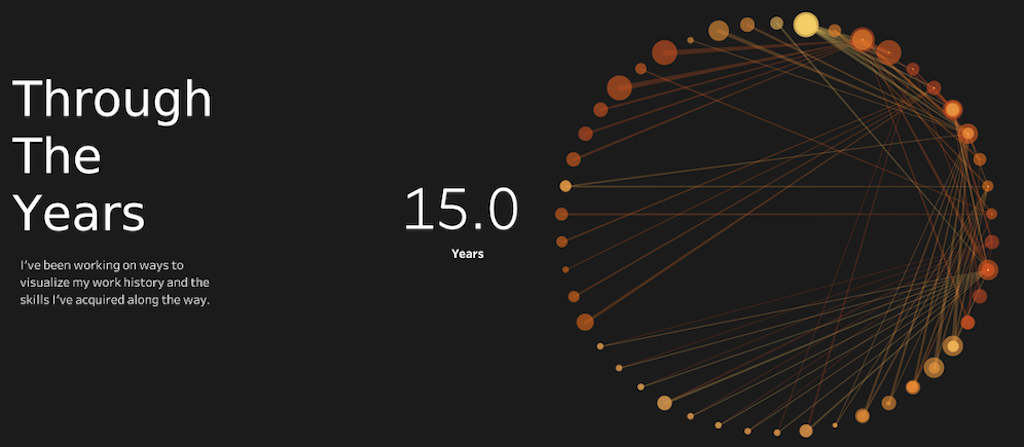 Through
The
Years
I've been working on ways to
visualize my work history and the
skills I've acquired along the way.
15.0
Years